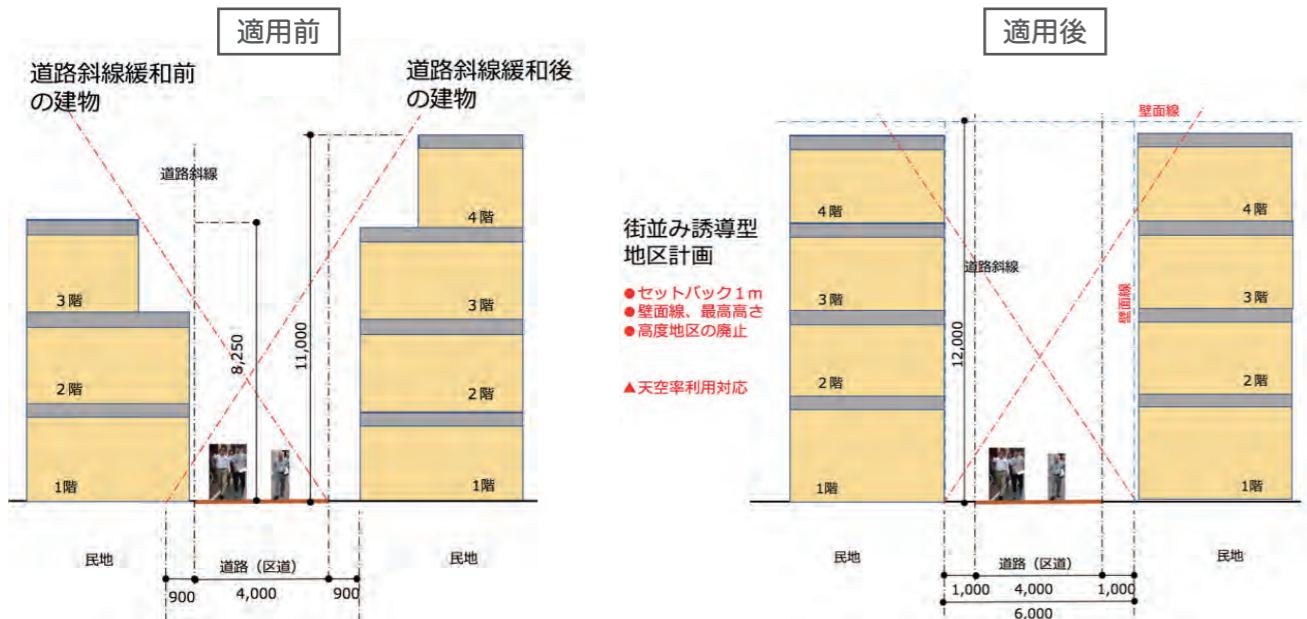 適用前
道路斜線緩和前
の建物
道路斜線緩和後
の建物
道路斜線
8,250
11,000
4階
3階
3階
2階
2階
1階
1階
民地
道路（区道）
民地
900
4,000
900
適用後
壁面線
街並み誘導型
地区計画
●セットバック1m
●壁面線、最高高さ
●高度地区の廃止
▲天空率利用対応
道路斜線
壁面線
12,000
4階
4階
3階
3階
2階
2階
1階
1階
民地
道路（区道）
民地
1,000
4,000
1,000
6,000